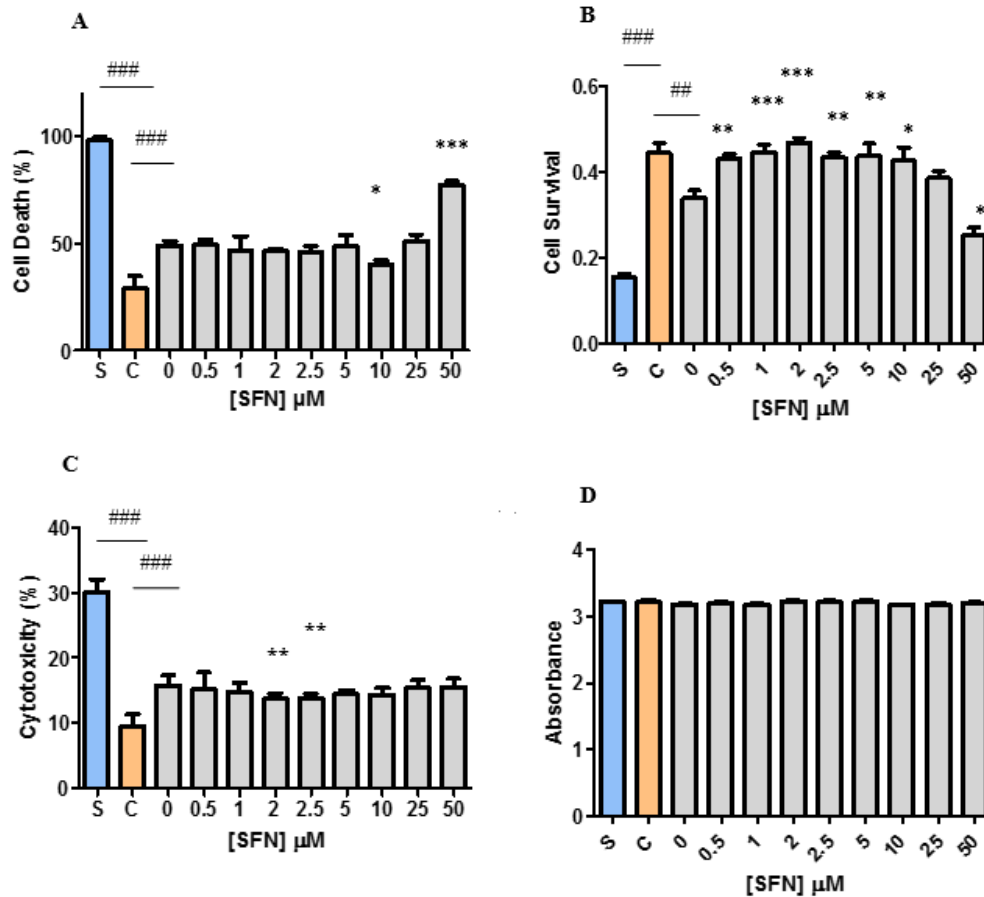 A
###
###
***
*
Cell Death (%)
100
50
0
S C 0 0.5 1 2 2.5 5 10 25 50
[SFN] µM
B
###
##
**
***
***
**
**
*
*
Cell Survival
0.6
0.4
0.2
0.0
S C 0 0.5 1 2 2.5 5 10 25 50
[SFN] µM
C
###
###
**
**
Cytotoxicity (%)
40
30
20
10
0
S C 0 0.5 1 2 2.5 5 10 25 50
[SFN] µM
D
Absorbance
4
3
2
1
0
S C 0 0.5 1 2 2.5 5 10 25 50
[SFN] µM